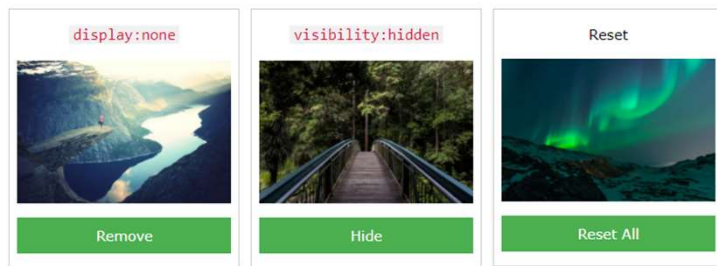 display:none
visibility:hidden
Reset
Remove
Hide
Reset All